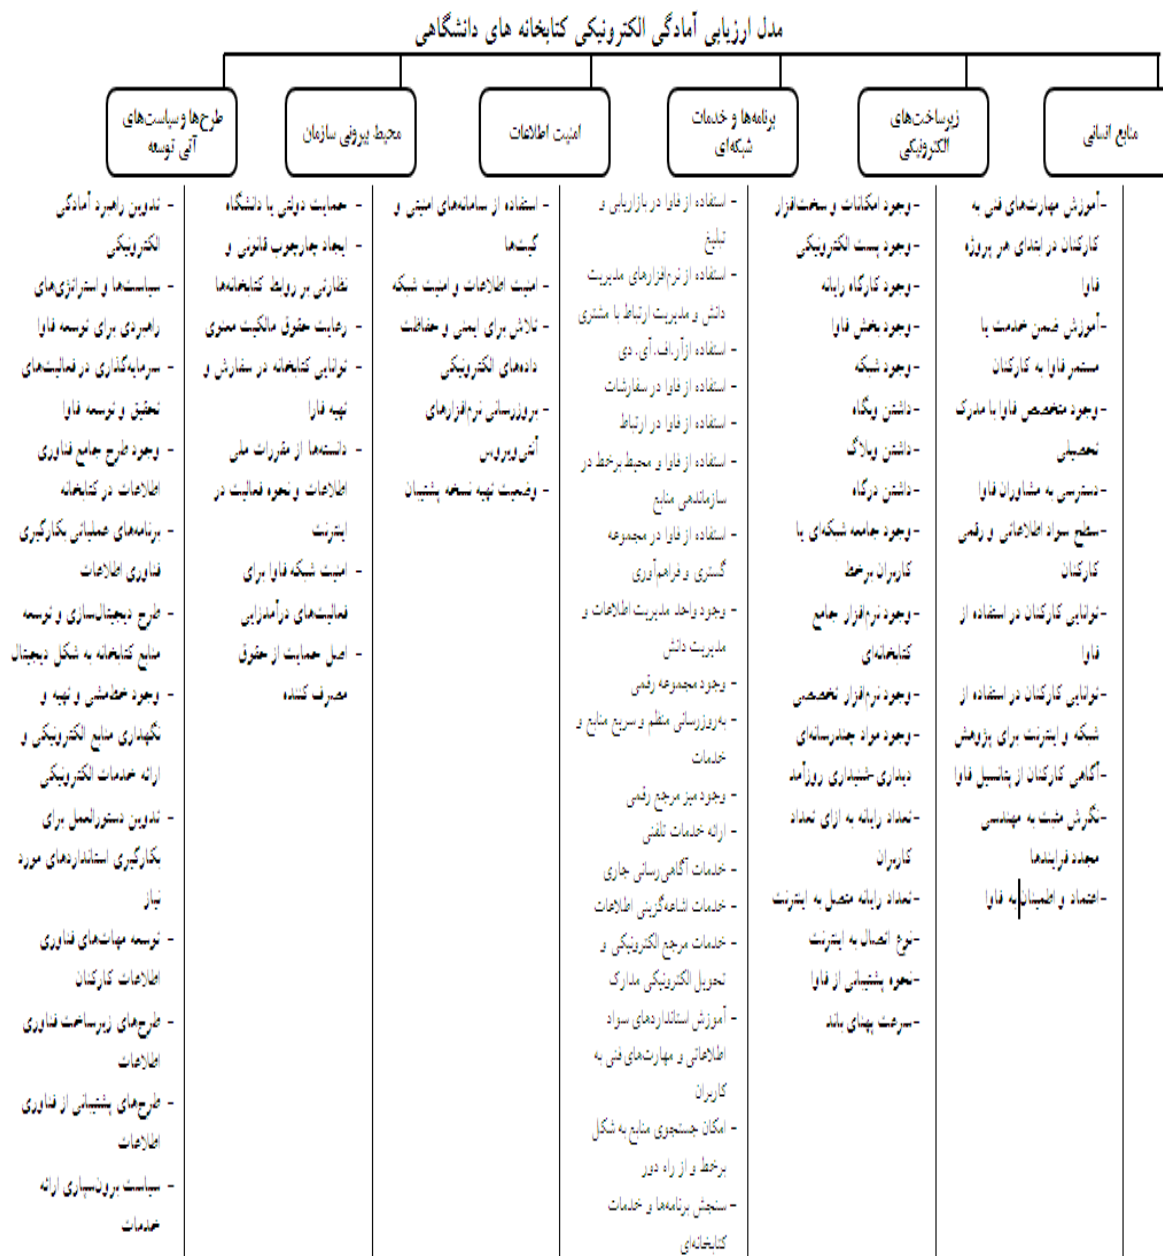 مدل ارزیابی آمادگی الکترونیکی کتابخانه های دانشگاهی
منابع انسانی
-آموزش مهارت‌های فنی به
کارکنان در ابتدای هر پروژه
فاوا
-آموزش ضمن خدمت یا
مستمر فاوا به کارکنان
-وجود متخصص فاوا با مدرک
تحصیلی
-دسترسی به مشاوران فاوا
-سطح سواد اطلاعاتی و رقمی
کارکنان
-توانایی کارکنان در استفاده از
فاوا
-توانایی کارکنان در استفاده از
شبکه و اینترنت برای پژوهش
-آگاهی کارکنان از پتانسیل فاوا
-نگرش مثبت به مهندسی
مجدد فرایندها
-اعتماد و اطمینان به فاوا
زیرساخت‌های
الکترونیکی
-وجود امکانات و سخت‌افزار
-وجود پست الکترونیکی
-وجود کارگاه رایانه
-وجود بخش فاوا
-وجود شبکه
-داشتن وبگاه
-داشتن وبلاگ
-داشتن درگاه
-وجود جامعه شبکه‌ای یا
کاربران برخط
-وجود نرم‌افزار جامع
کتابخانه‌ای
-وجود نرم‌افزار تخصصی
-وجود مواد چندرسانه‌ای
دیداری-شنیداری روزآمد
-تعداد رایانه به ازای تعداد
کاربران
-تعداد رایانه متصل به اینترنت
-نوع اتصال به اینترنت
-نحوه پشتیبانی از فاوا
-سرعت پهنای باند
برنامه‌ها و خدمات
شبکه‌ای
- استفاده از فاوا در بازاریابی و
تبلیغ
- استفاده از نرم‌افزارهای مدیریت
دانش و مدیریت ارتباط با مشتری
- استفاده از آر.اف.آی.دی
- استفاده از فاوا در سفارشات
- استفاده از فاوا در ارتباط
- استفاده از فاوا و محیط برخط در
سازماندهی منابع
- استفاده از فاوا در مجموعه
گستری و فراهم‌آوری
- وجود واحد مدیریت اطلاعات و
مدیریت دانش
- وجود مجموعه رقمی
- به‌روزرسانی منظم و سریع منابع و
خدمات
- وجود میز مرجع رقمی
- ارائه خدمات تلفنی
- خدمات آگاهی‌رسانی جاری
- خدمات اشاعه‌گزینی اطلاعات
- خدمات مرجع الکترونیکی و
تحویل الکترونیکی مدارک
- آموزش استانداردهای سواد
اطلاعاتی و مهارت‌های فنی به
کاربران
- امکان جستجوی منابع به شکل
برخط و از راه دور
- سنجش برنامه‌ها و خدمات
کتابخانه‌ای
امنیت اطلاعات
- استفاده از سامانه‌های امنیتی و
گیت‌ها
- امنیت اطلاعات و امنیت شبکه
- تلاش برای ایمنی و حفاظت
داده‌های الکترونیکی
- بروزرسانی نرم‌افزارهای
آنتی‌ویروس
- وضعیت تهیه نسخه پشتیبان
محیط بیرونی سازمان
- حمایت دولتی یا دانشگاه
- ایجاد چارچوب قانونی و
نظارتی بر روابط کتابخانه‌ها
- رعایت حقوق مالکیت معنوی
- توانایی کتابخانه در سفارش و
تهیه فارا
- دانسته‌ها از مقررات ملی
اطلاعات و نحوه فعالیت در
اینترنت
- امنیت شبکه فاوا برای
فعالیت‌های درآمدزایی
- اصل حمایت از حقوق
مصرف کننده
طرح‌ها و سیاست‌های
آتی توسعه
- تدوین راهبرد آمادگی
الکترونیکی
- سیاست‌ها و استراتژی‌های
راهبردی برای توسعه فاوا
- سرمایه‌گذاری در فعالیت‌های
تحقیق و توسعه فاوا
- وجود طرح جامع فناوری
اطلاعات در کتابخانه
- برنامه‌های عملیاتی بکارگیری
فناوری اطلاعات
- طرح دیجیتال‌سازی و توسعه
منابع کتابخانه به شکل دیجیتال
- وجود خط‌مشی و تهیه و
نگهداری منابع الکترونیکی و
ارائه خدمات الکترونیکی
- تدوین دستورالعمل برای
بکارگیری استانداردهای مورد
نیاز
- توسعه مهات‌های فناوری
اطلاعات کارکنان
- طرح‌های زیرساخت فناوری
اطلاعات
- طرح‌های پشتیبانی از فناوری
اطلاعات
- سیاست برون‌سپاری ارائه
خدمات